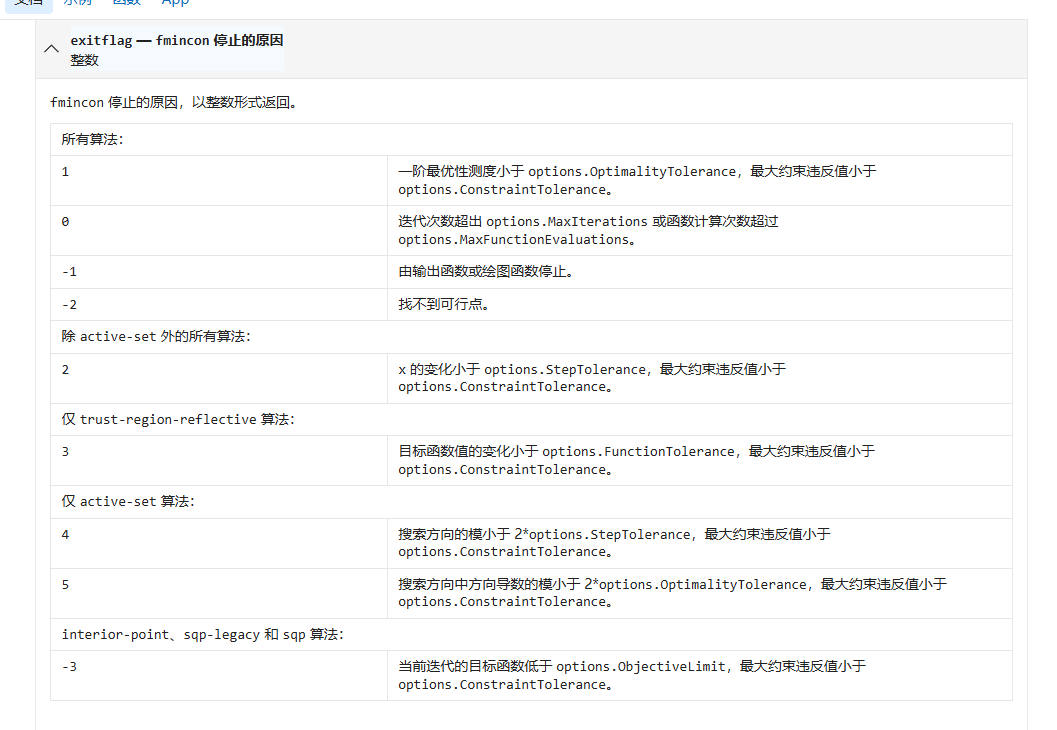 文档 示例 函数 App
exitflag — fmincon 停止的原因
整数
fmincon 停止的原因，以整数形式返回。
所有算法：
1 一阶最优性测度小于 options.OptimalityTolerance，最大约束违反值小于
options.ConstraintTolerance。
0 迭代次数超出 options.MaxIterations 或函数计算次数超过
options.MaxFunctionEvaluations。
-1 由输出函数或绘图函数停止。
-2 找不到可行点。
除 active-set 外的所有算法：
2 x 的变化小于 options.StepTolerance，最大约束违反值小于
options.ConstraintTolerance。
仅 trust-region-reflective 算法：
3 目标函数值的变化小于 options.FunctionTolerance，最大约束违反值小于
options.ConstraintTolerance。
仅 active-set 算法：
4 搜索方向的模小于 2*options.StepTolerance，最大约束违反值小于
options.ConstraintTolerance。
5 搜索方向中方向导数的模小于 2*options.OptimalityTolerance，最大约束违反值小于
options.ConstraintTolerance。
interior-point、sqp-legacy 和 sqp 算法：
-3 当前迭代的目标函数低于 options.ObjectiveLimit，最大约束违反值小于
options.ConstraintTolerance。